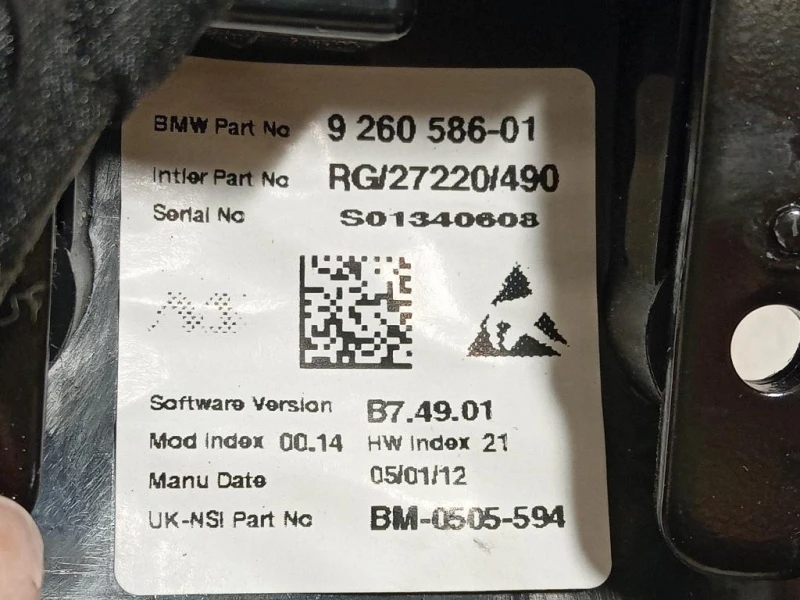 BMW Part No 9 260 586-01
Intier Part No RG/27220/490
Serial No S01340608
Software Version B7.49.01
Mod Index 00.14 HW Index 21
Manu Date 05/01/12
UK-NSI Part No BM-0505-594